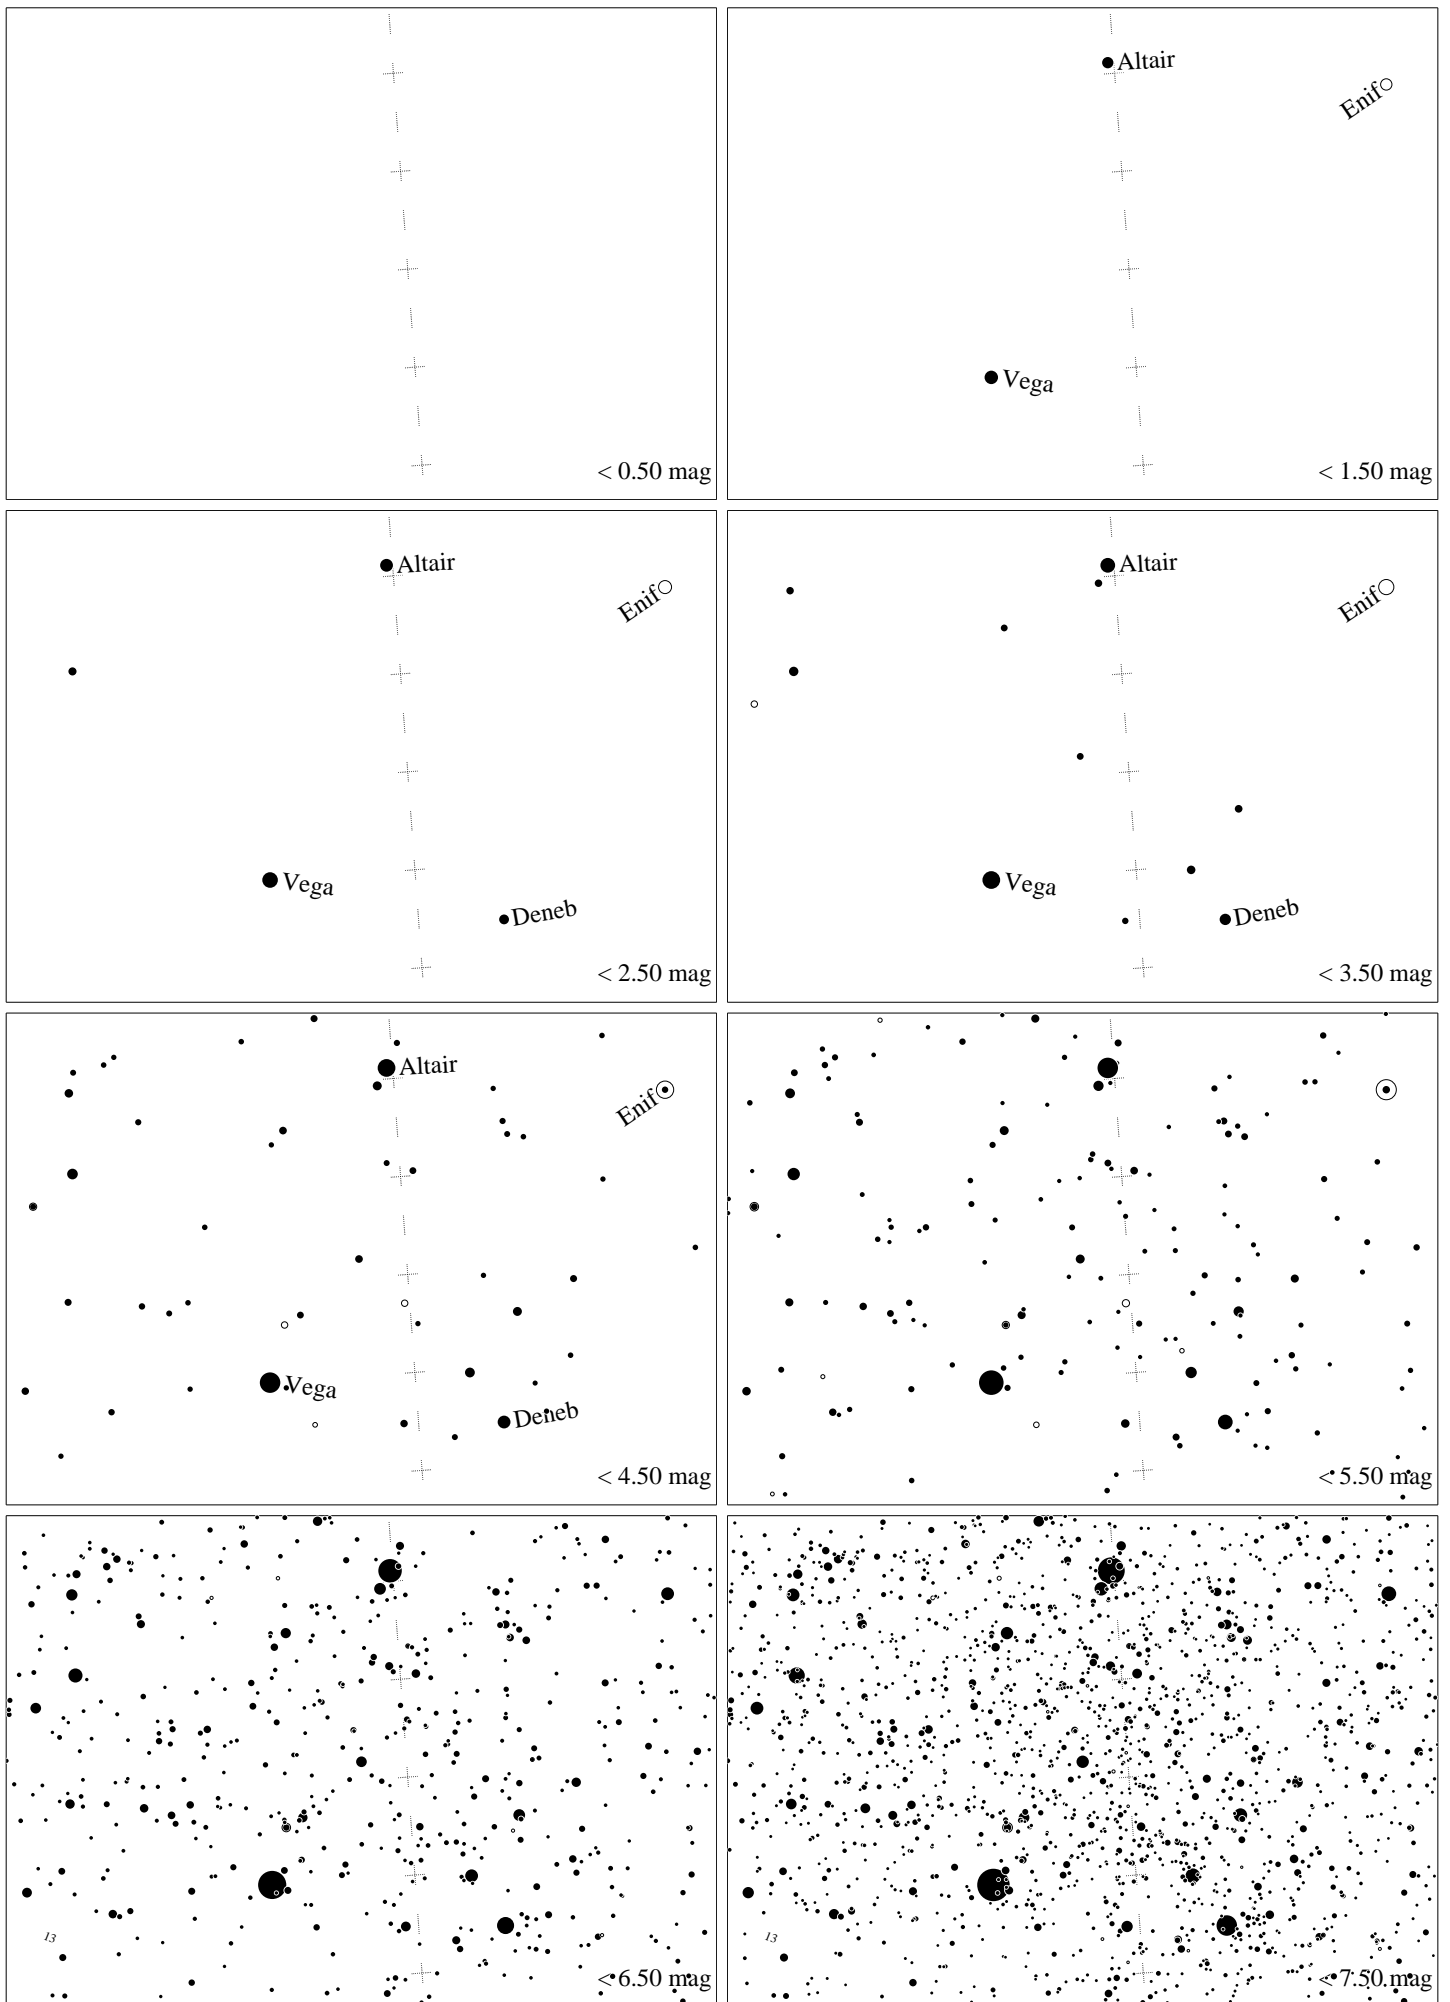 < 0.50 mag
Altair
Enif
Vega
< 1.50 mag
Altair
Enif
Vega
Deneb
< 2.50 mag
Altair
Enif
Vega
Deneb
< 3.50 mag
Altair
Enif
Vega
Deneb
< 4.50 mag
< 5.50 mag
13
< 6.50 mag
13
< 7.50 mag